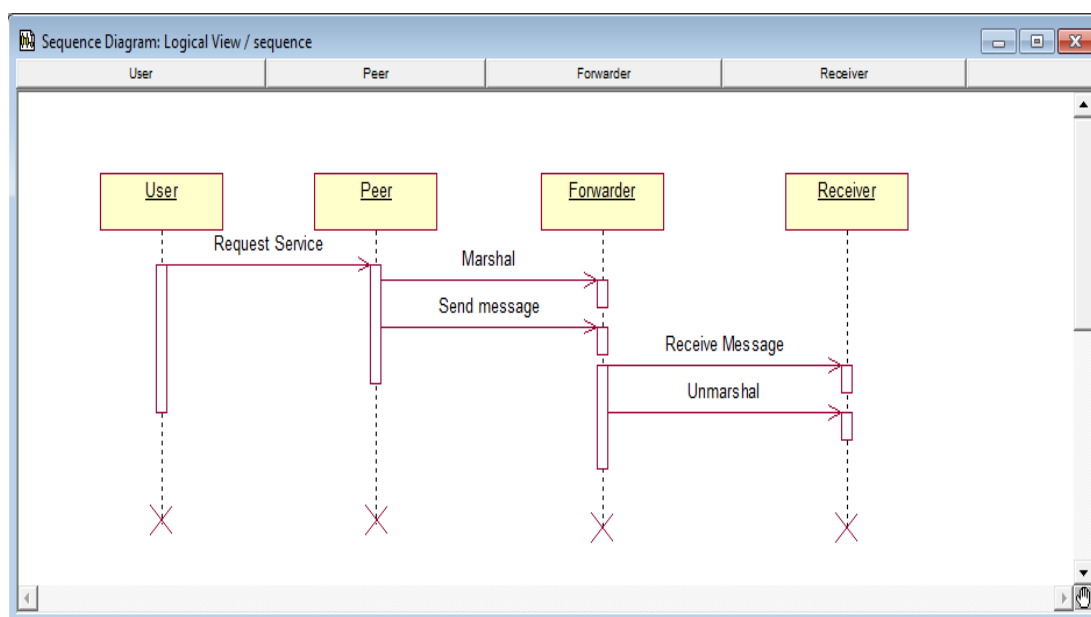 Sequence Diagram: Logical View / sequence
User Peer Forwarder Receiver
User Peer Forwarder Receiver
Request Service
Marshal
Send message
Receive Message
Unmarshal